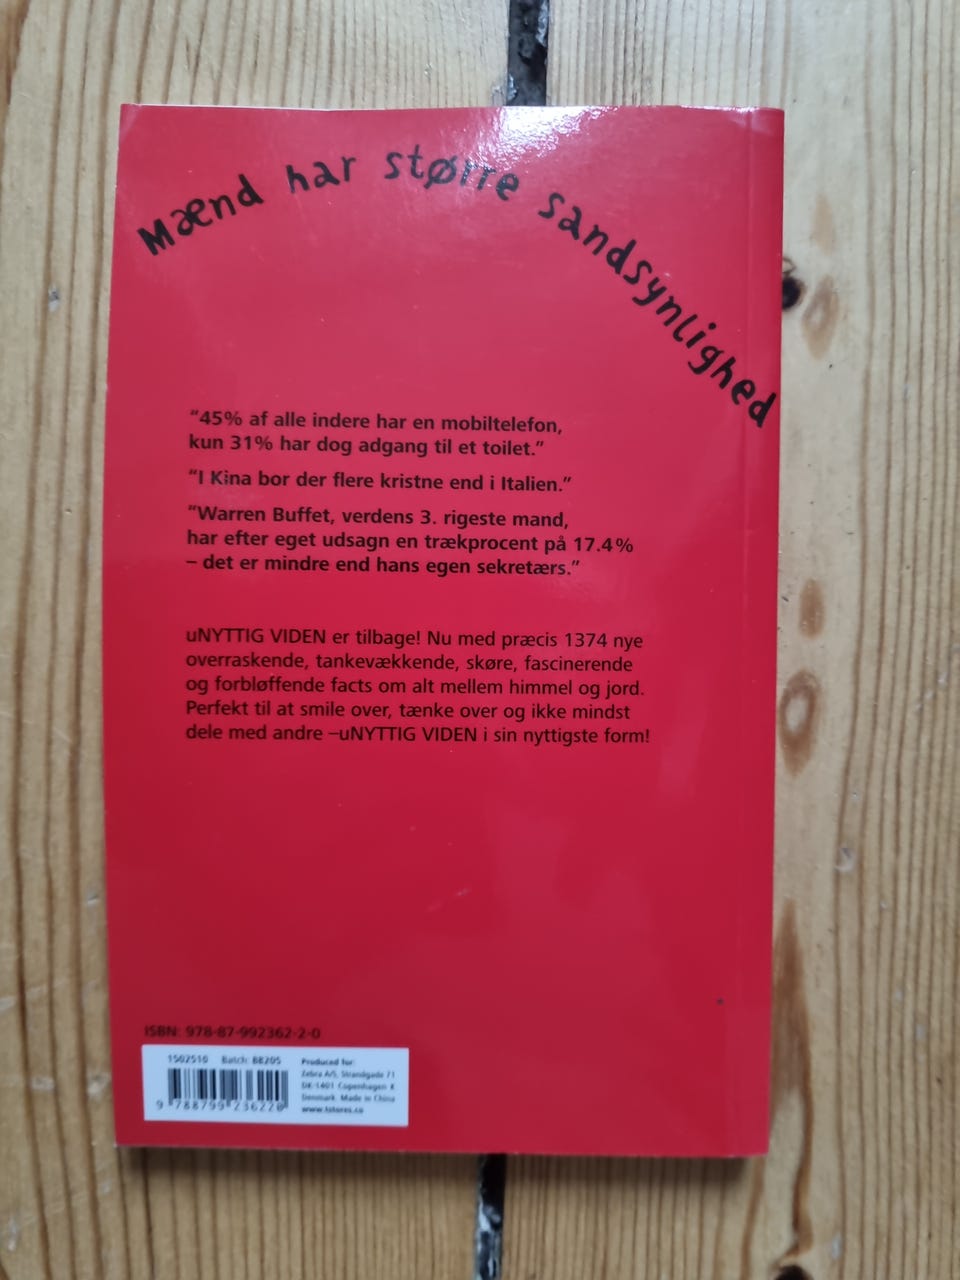 Mænd har større sandsynlighed
“45% af alle indere har en mobiltelefon,
kun 31% har dog adgang til et toilet.”
“I Kina bor der flere kristne end i Italien.”
“Warren Buffet, verdens 3. rigeste mand,
har efter eget udsagn en trækprocent på 17.4%
– det er mindre end hans egen sekretærs.”
uNYTTIG VIDEN er tilbage! Nu med præcis 1374 nye
overraskende, tankevækkende, skøre, fascinerende
og forbløffende facts om alt mellem himmel og jord.
Perfekt til at smile over, tænke over og ikke mindst
dele med andre –uNYTTIG VIDEN i sin nyttigste form!
ISBN: 978-87-992362-2-0
1502510 Batch: 88205
9 788799 236220
Produced for:
Zebra A/S, Strandgade 71
DK-1401 Copenhagen K
Denmark. Made in China
www.tstores.co